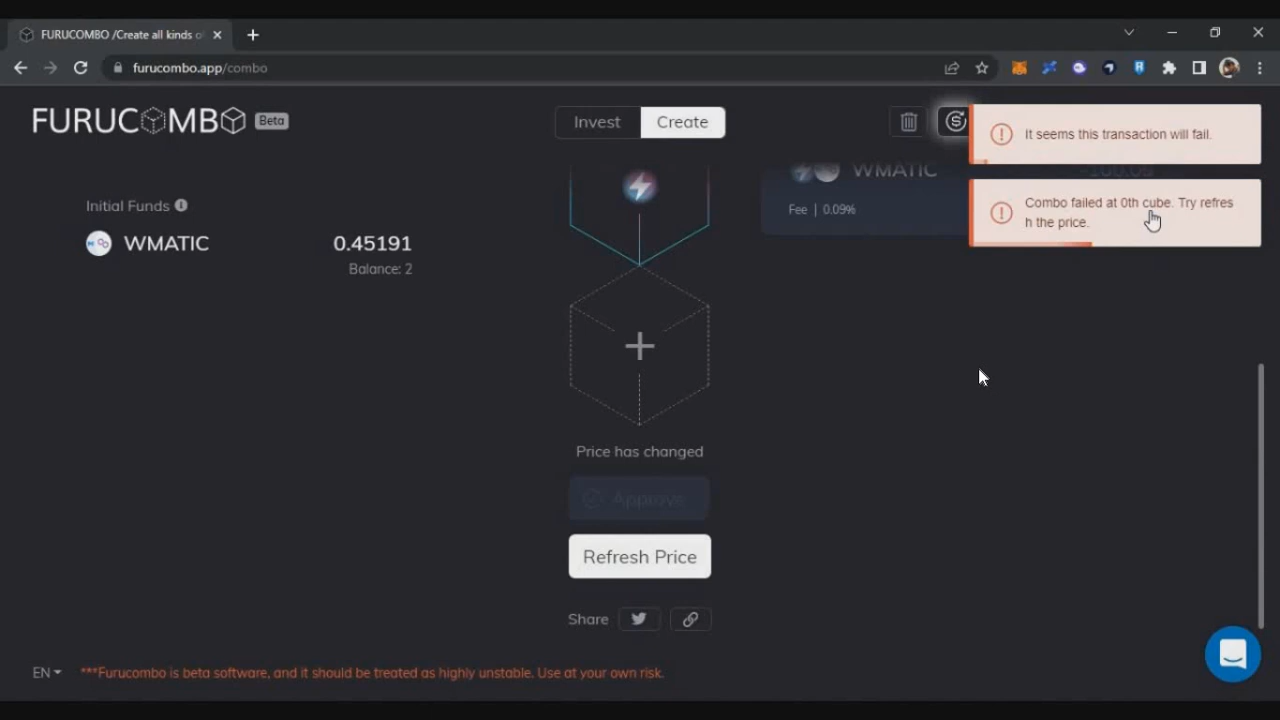 FURUCOMBO /Create all kinds o
furucombo.app/combo
FURUCOMBO Beta
Invest Create
It seems this transaction will fail.
WMATIC
Fee | 0.09%
Combo failed at 0th cube. Try refres
h the price.
Initial Funds
WMATIC 0.45191
Balance: 2
Price has changed
Approve
Refresh Price
Share
EN
***Furucombo is beta software, and it should be treated as highly unstable. Use at your own risk.